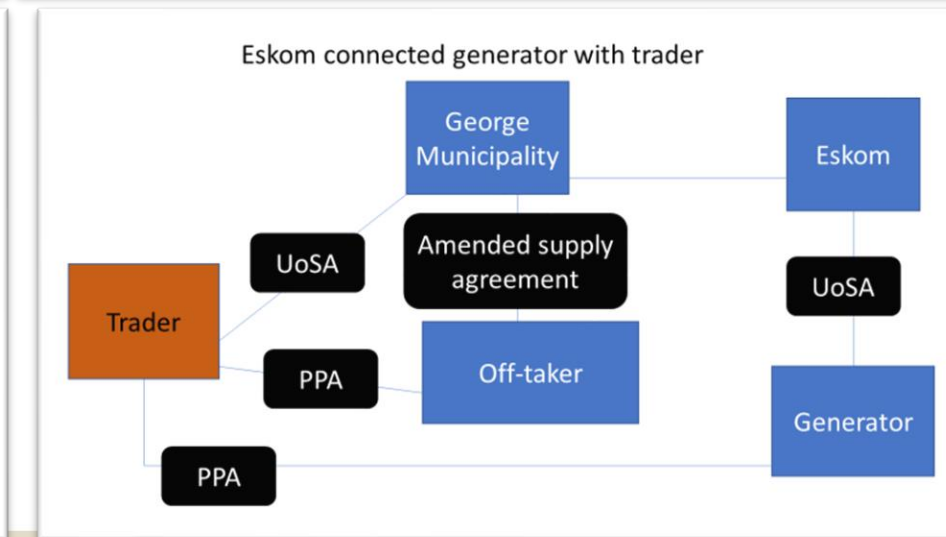 Eskom connected generator with trader
George
Municipality
Eskom
UoSA
Amended supply
agreement
UoSA
Trader
PPA
Off-taker
Generator
PPA